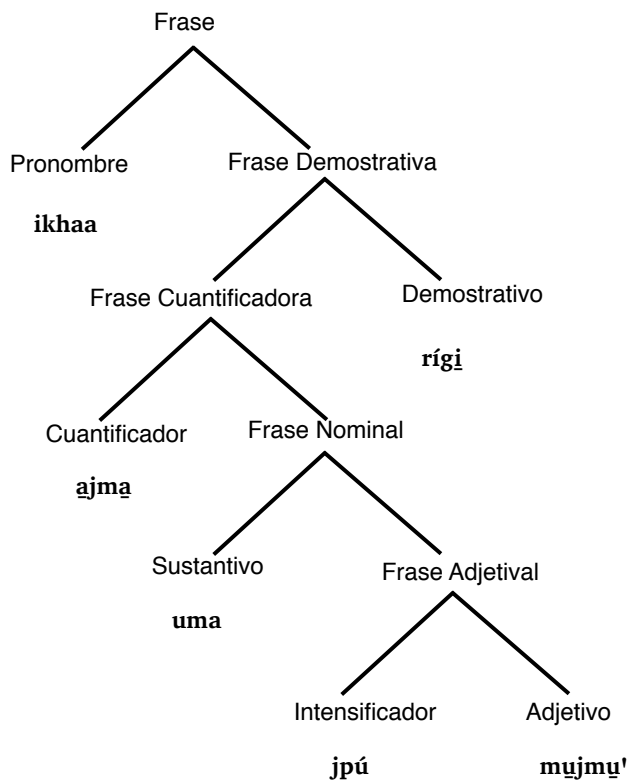 Frase
Pronombre Frase Demostrativa
ikhaa
Frase Cuantificadora Demostrativo
rígi̱
Cuantificador Frase Nominal
a̱jma̱
Sustantivo Frase Adjetival
uma
Intensificador Adjetivo
jpú mu̱jmu̱'